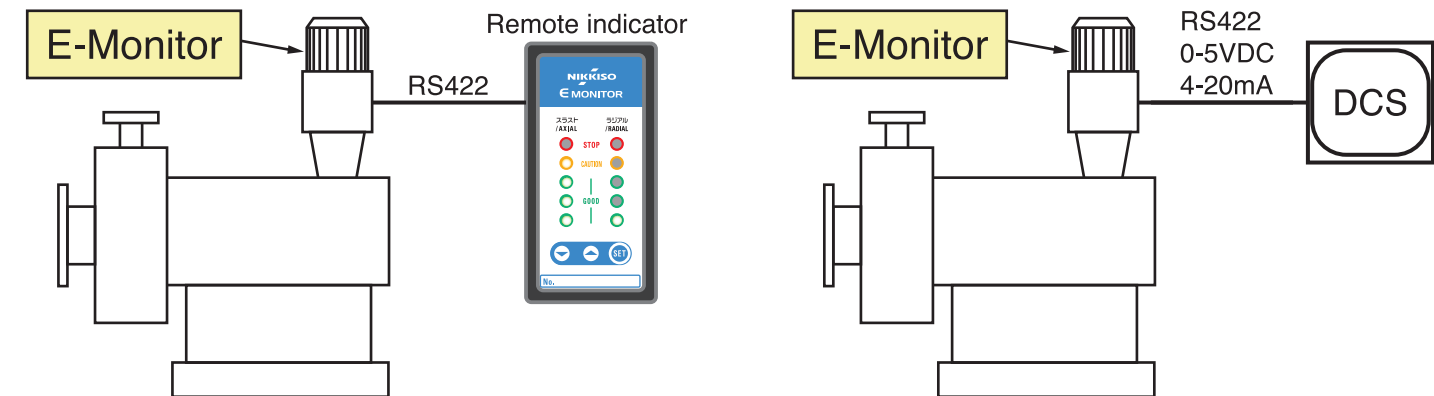 E-Monitor
RS422
Remote indicator
NIKKISO
E MONITOR
スラスト ラジアル
/AXIAL /RADIAL
STOP
CAUTION
GOOD
SET
No.
E-Monitor
RS422
0-5VDC
4-20mA
DCS